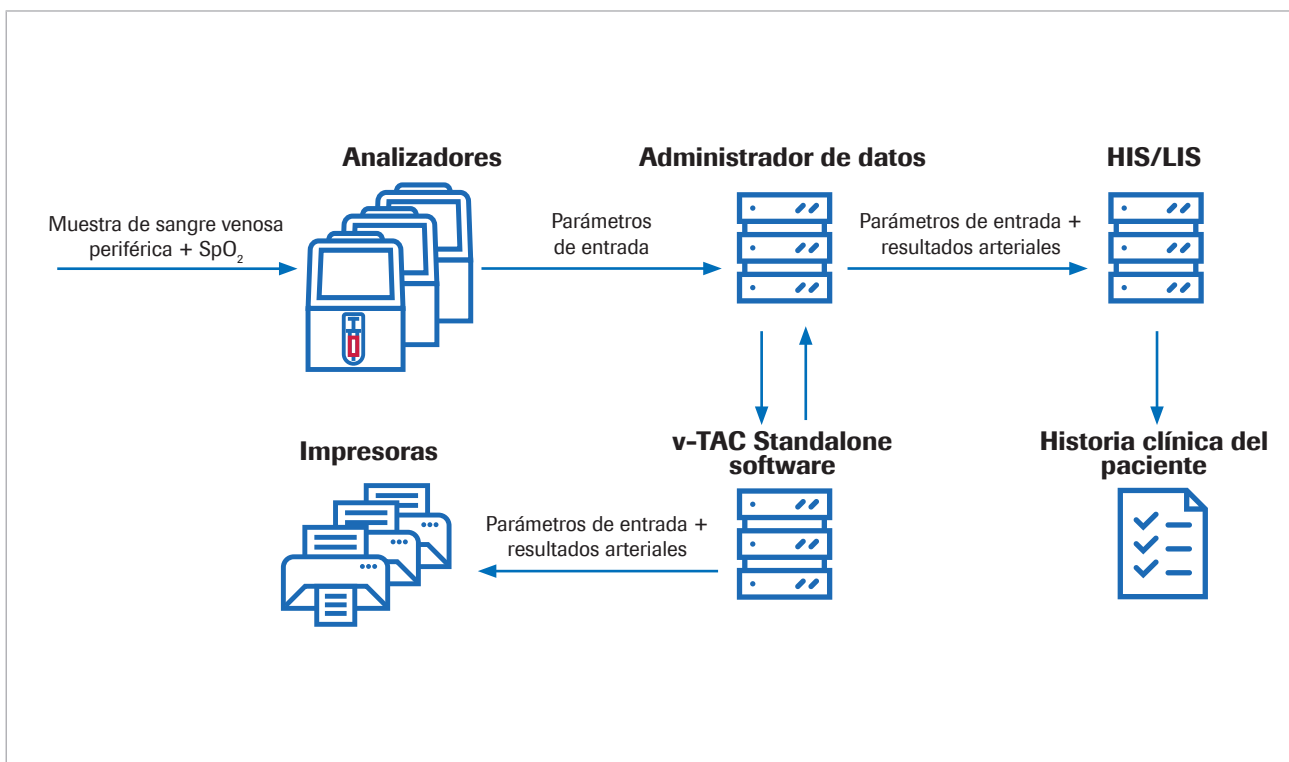 Analizadores
Administrador de datos
HIS/LIS
Muestra de sangre venosa
periférica + SpO₂
Parámetros
de entrada
Parámetros de entrada +
resultados arteriales
Impresoras
v-TAC Standalone
software
Historia clínica del
paciente
Parámetros de entrada +
resultados arteriales